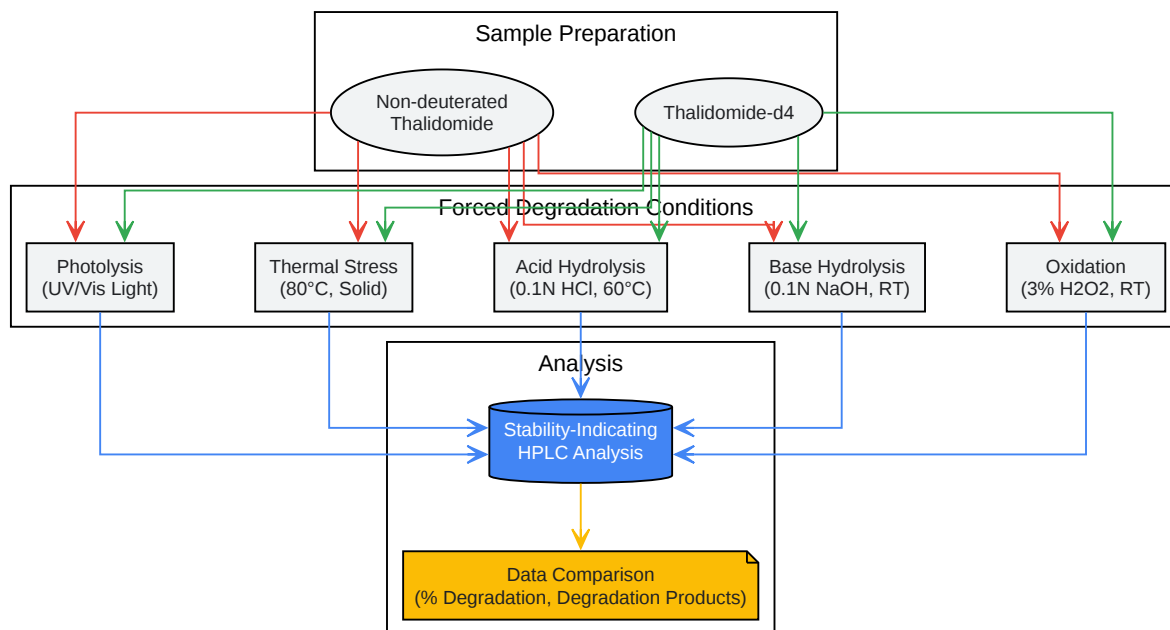 Sample Preparation
Non-deuterated
Thalidomide
Thalidomide-d4
Forced Degradation Conditions
Photolysis
(UV/Vis Light)
Thermal Stress
(80°C, Solid)
Acid Hydrolysis
(0.1N HCl, 60°C)
Base Hydrolysis
(0.1N NaOH, RT)
Oxidation
(3% H2O2, RT)
Analysis
Stability-Indicating
HPLC Analysis
Data Comparison
(% Degradation, Degradation Products)